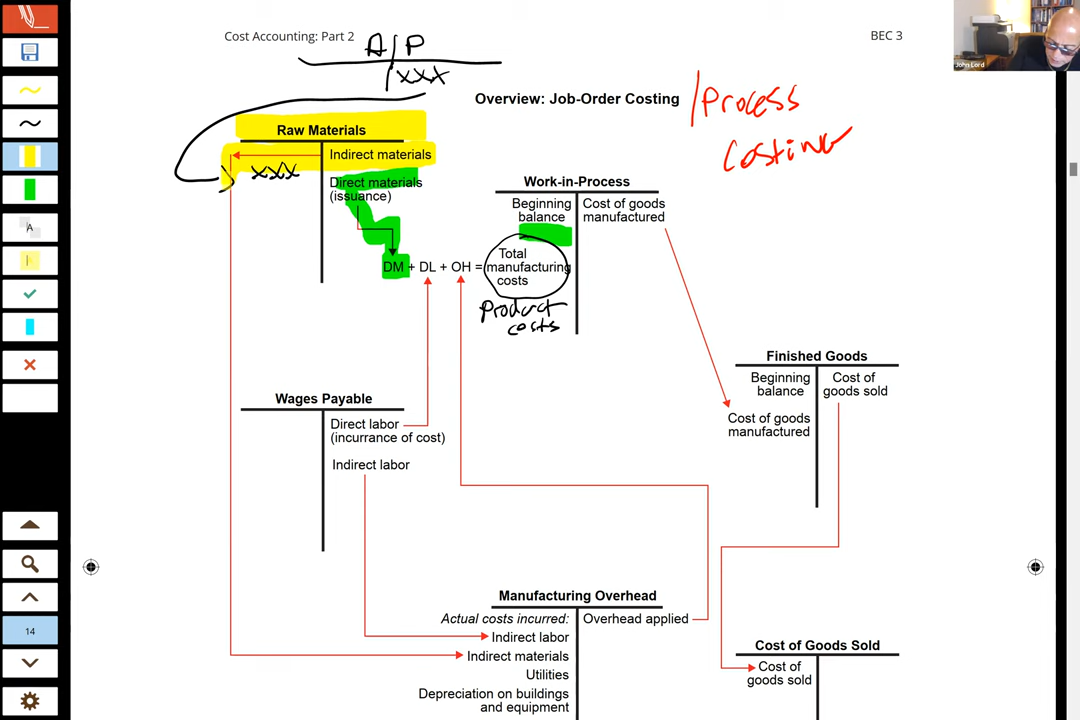 Cost Accounting: Part 2
BEC 3
John Lord
A/P
XXX
Overview: Job-Order Costing
/Process
Costing
Raw Materials
Indirect materials
XXX
Direct materials
(issuance)
Work-in-Process
Beginning
balance
Cost of goods
manufactured
DM + DL + OH =
Total
manufacturing
costs
Product
costs
Finished Goods
Beginning
balance
Cost of
goods sold
Cost of goods
manufactured
Wages Payable
Direct labor
(incurrance of cost)
Indirect labor
Manufacturing Overhead
Actual costs incurred:
Overhead applied
Indirect labor
Indirect materials
Utilities
Depreciation on buildings
and equipment
Cost of Goods Sold
Cost of
goods sold
A
14